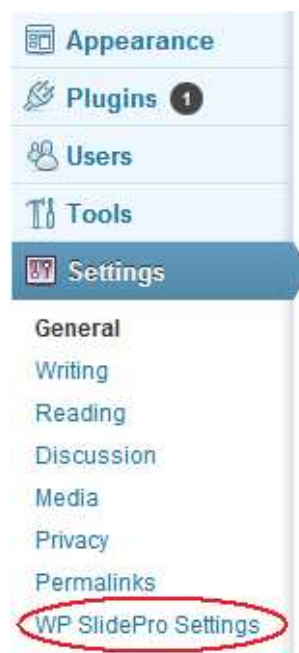 Appearance
Plugins 1
Users
Tools
Settings
General
Writing
Reading
Discussion
Media
Privacy
Permalinks
WP SlidePro Settings